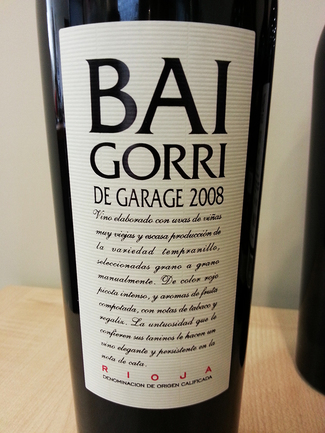 BAI
GORRI
DE GARAGE 2008
Vino elaborado con uvas de viñas
muy viejas y escasa producción de
la variedad tempranillo,
seleccionadas grano a grano
manualmente. De color rojo
picota intenso, y aromas de fruta
compotada, con notas de tabaco y
regaliz. La untuosidad que le
confieren sus taninos le hacen un
vino elegante y persistente en la
nota de cata.
RIOJA
DENOMINACIÓN DE ORIGEN CALIFICADA